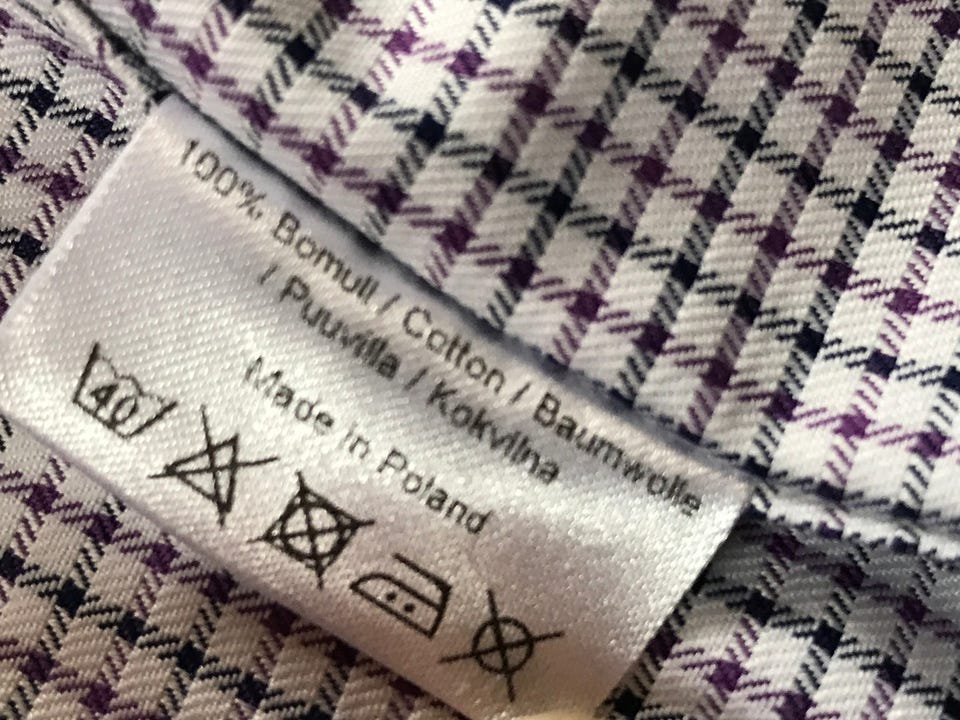 100% Bomull / Cotton / Baumwolle
/ Puuvilla / Kokvilna
Made in Poland
40